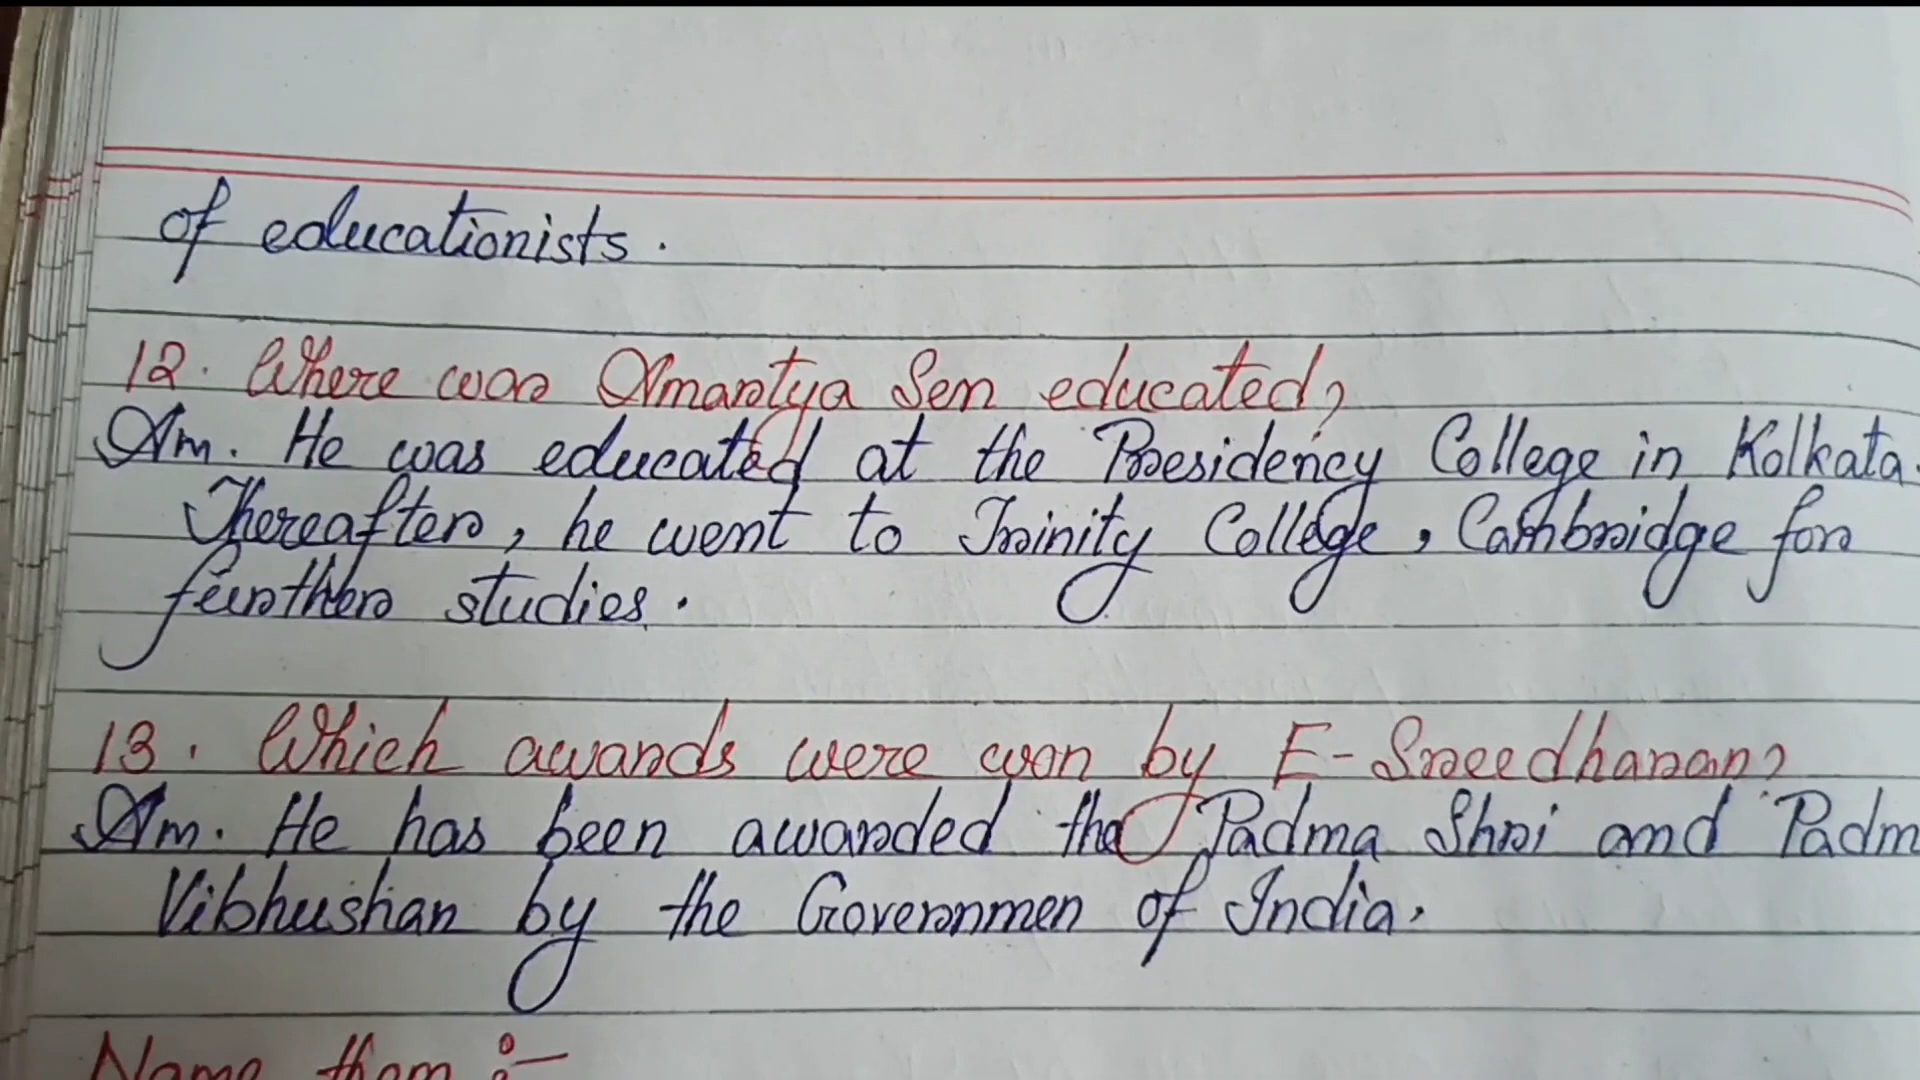 of educationists.
12. Where was Amartya Sen educated?
An. He was educated at the Presidency College in Kolkata.
Thereafter, he went to Trinity College, Cambridge for
further studies.
13. Which awards were won by E-Sreedharan?
An. He has been awarded the Padma Shri and Padm
Vibhushan by the Governmen of India.
Name them :-